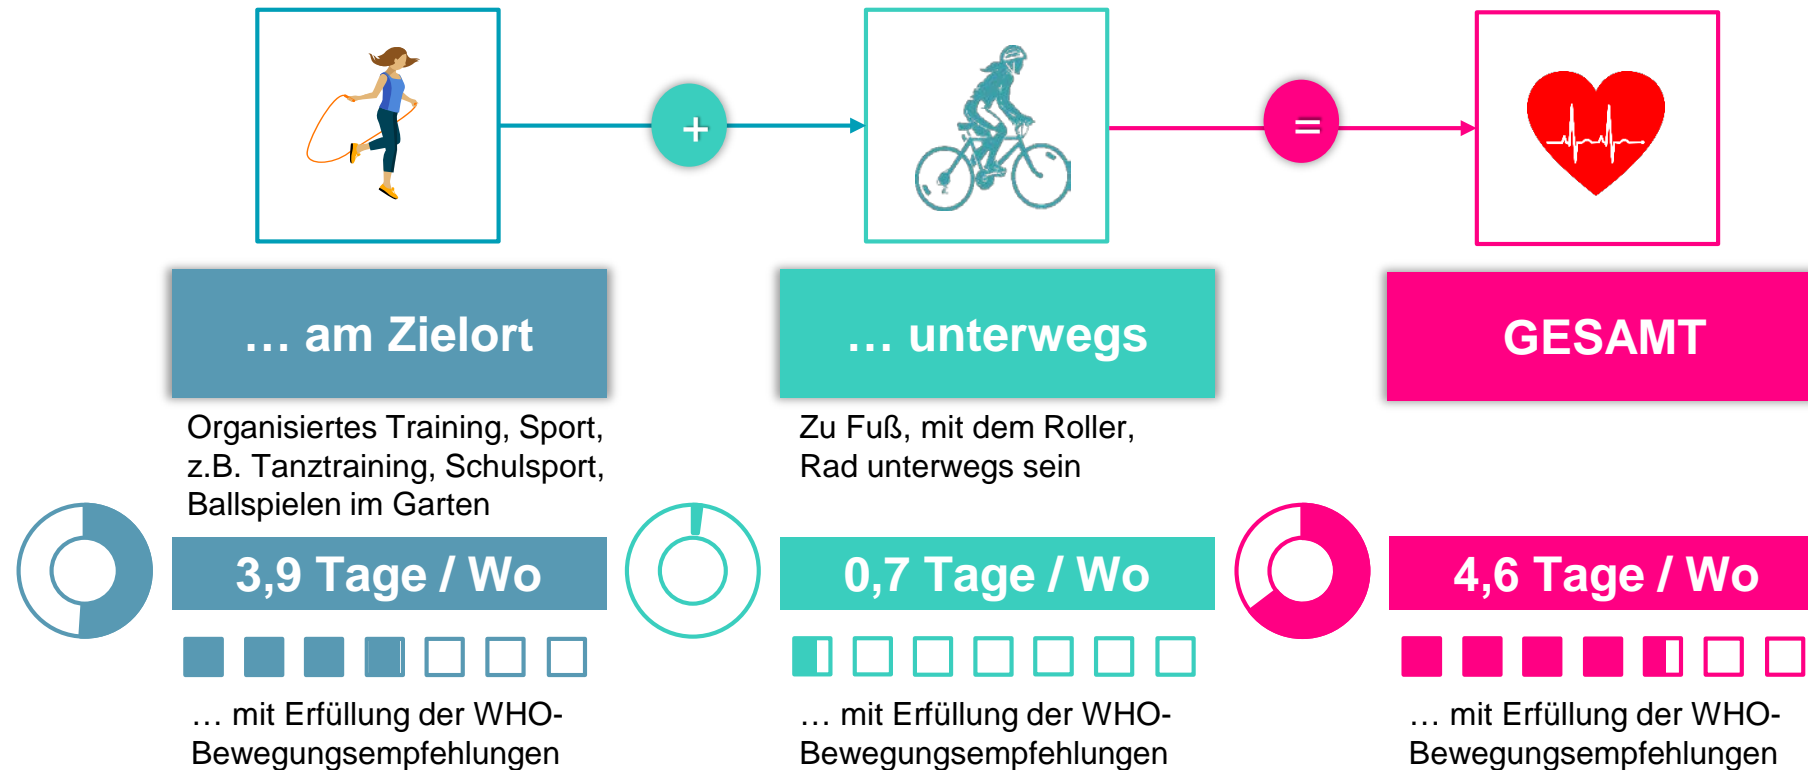 +
=
… am Zielort
… unterwegs
GESAMT
Organisiertes Training, Sport,
z.B. Tanztraining, Schulsport,
Ballspielen im Garten
Zu Fuß, mit dem Roller,
Rad unterwegs sein
3,9 Tage / Wo
0,7 Tage / Wo
4,6 Tage / Wo
… mit Erfüllung der WHO-
Bewegungsempfehlungen
… mit Erfüllung der WHO-
Bewegungsempfehlungen
… mit Erfüllung der WHO-
Bewegungsempfehlungen